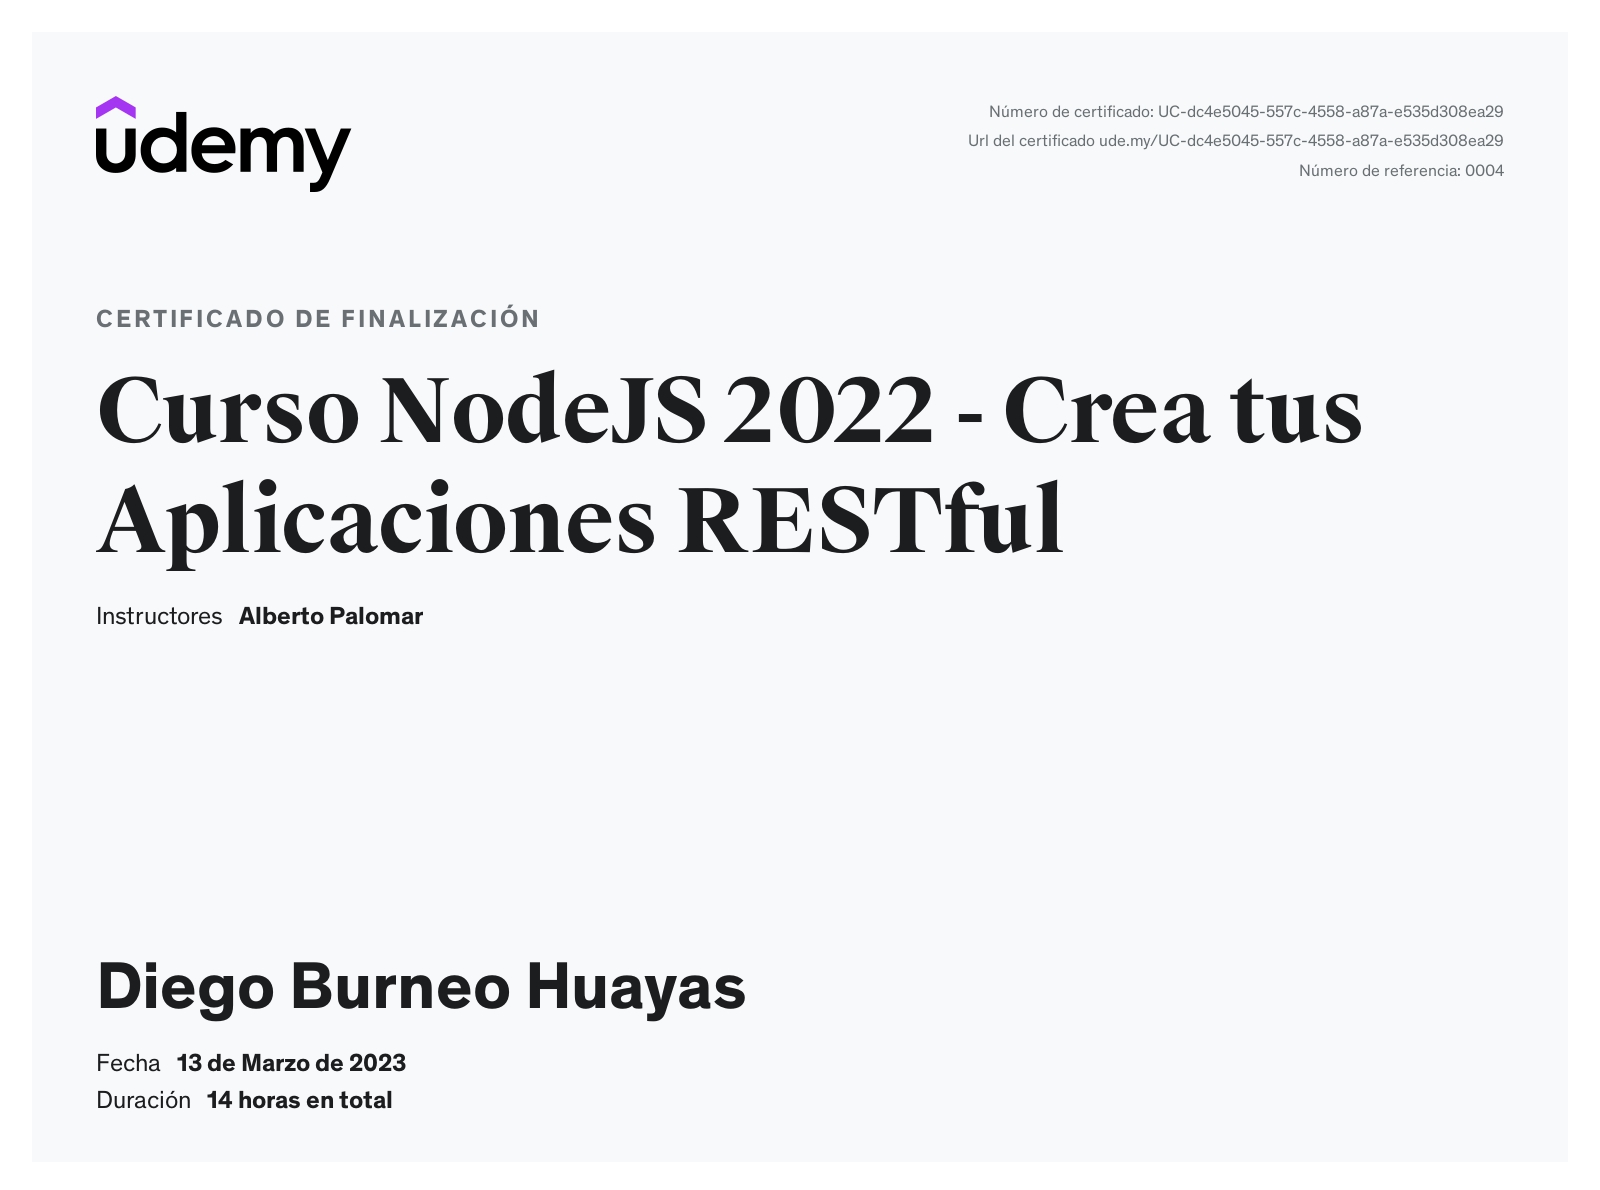 udemy
Número de certificado: UC-dc4e5045-557c-4558-a87a-e535d308ea29
Url del certificado ude.my/UC-dc4e5045-557c-4558-a87a-e535d308ea29
Número de referencia: 0004
CERTIFICADO DE FINALIZACIÓN
Curso NodeJS 2022 - Crea tus
Aplicaciones RESTful
Instructores Alberto Palomar
Diego Burneo Huayas
Fecha 13 de Marzo de 2023
Duración 14 horas en total